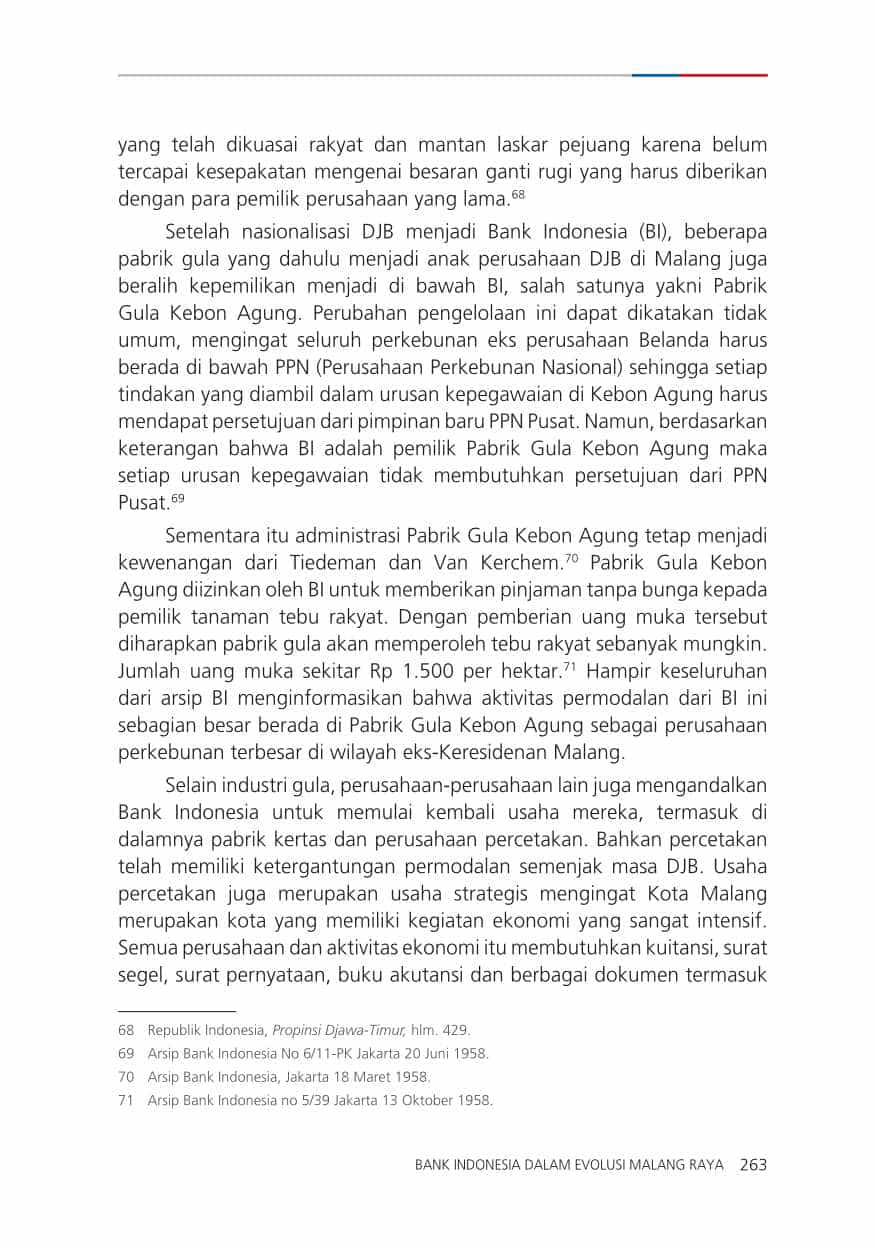 yang telah dikuasai rakyat dan mantan laskar pejuang karena belum
tercapai kesepakatan mengenai besaran ganti rugi yang harus diberikan
dengan para pemilik perusahaan yang lama.68
Setelah nasionalisasi DJB menjadi Bank Indonesia (BI), beberapa
pabrik gula yang dahulu menjadi anak perusahaan DJB di Malang juga
beralih kepemilikan menjadi di bawah BI, salah satunya yakni Pabrik
Gula Kebon Agung. Perubahan pengelolaan ini dapat dikatakan tidak
umum, mengingat seluruh perkebunan eks perusahaan Belanda harus
berada di bawah PPN (Perusahaan Perkebunan Nasional) sehingga setiap
tindakan yang diambil dalam urusan kepegawaian di Kebon Agung harus
mendapat persetujuan dari pimpinan baru PPN Pusat. Namun, berdasarkan
keterangan bahwa BI adalah pemilik Pabrik Gula Kebon Agung maka
setiap urusan kepegawaian tidak membutuhkan persetujuan dari PPN
Pusat.69
Sementara itu administrasi Pabrik Gula Kebon Agung tetap menjadi
kewenangan dari Tiedeman dan Van Kerchem.70 Pabrik Gula Kebon
Agung diizinkan oleh BI untuk memberikan pinjaman tanpa bunga kepada
pemilik tanaman tebu rakyat. Dengan pemberian uang muka tersebut
diharapkan pabrik gula akan memperoleh tebu rakyat sebanyak mungkin.
Jumlah uang muka sekitar Rp 1.500 per hektar.71 Hampir keseluruhan
dari arsip BI menginformasikan bahwa aktivitas permodalan dari BI ini
sebagian besar berada di Pabrik Gula Kebon Agung sebagai perusahaan
perkebunan terbesar di wilayah eks-Keresidenan Malang.
Selain industri gula, perusahaan-perusahaan lain juga mengandalkan
Bank Indonesia untuk memulai kembali usaha mereka, termasuk di
dalamnya pabrik kertas dan perusahaan percetakan. Bahkan percetakan
telah memiliki ketergantungan permodalan semenjak masa DJB. Usaha
percetakan juga merupakan usaha strategis mengingat Kota Malang
merupakan kota yang memiliki kegiatan ekonomi yang sangat intensif.
Semua perusahaan dan aktivitas ekonomi itu membutuhkan kuitansi, surat
segel, surat pernyataan, buku akutansi dan berbagai dokumen termasuk
68 Republik Indonesia, Propinsi Djawa-Timur, hlm. 429.
69 Arsip Bank Indonesia No 6/11-PK Jakarta 20 Juni 1958.
70 Arsip Bank Indonesia, Jakarta 18 Maret 1958.
71 Arsip Bank Indonesia no 5/39 Jakarta 13 Oktober 1958.
BANK INDONESIA DALAM EVOLUSI MALANG RAYA 263